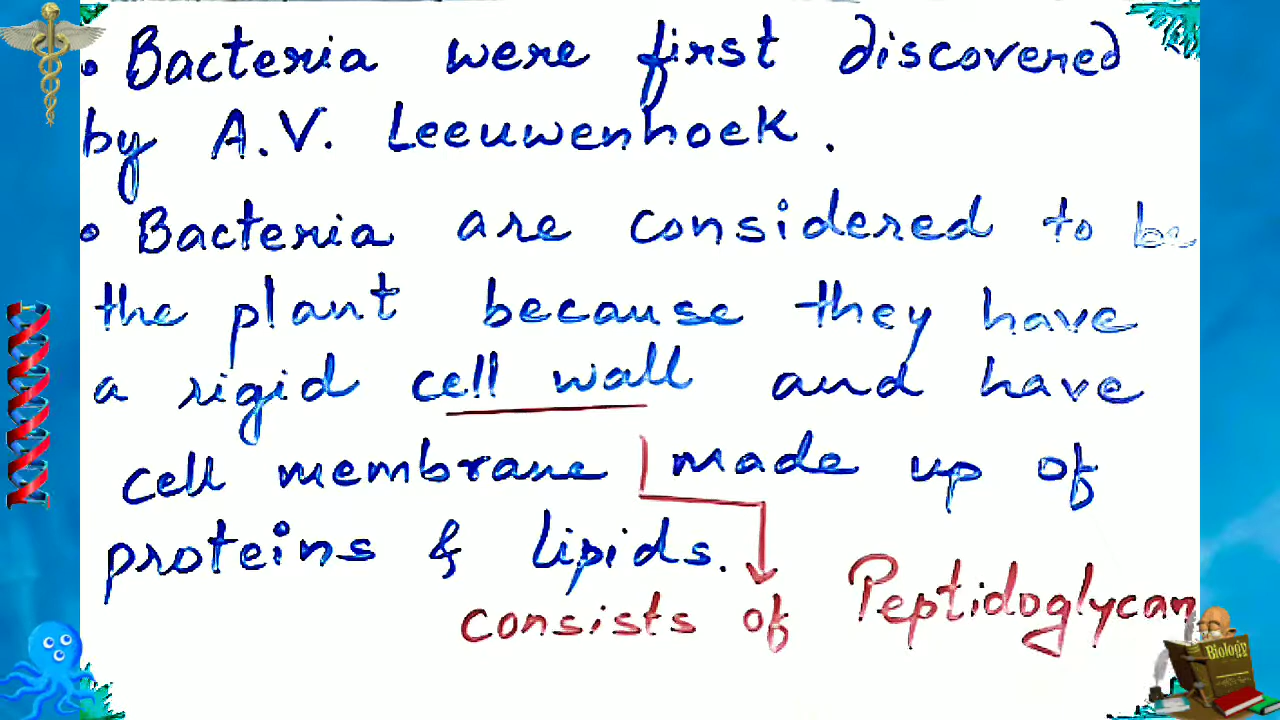 • Bacteria were first discovered
by A.V. Leeuwenhoek.
• Bacteria are considered to be
the plant because they have
a rigid cell wall and have
cell membrane made up of
proteins & lipids.
consists of Peptidoglycan
Biology